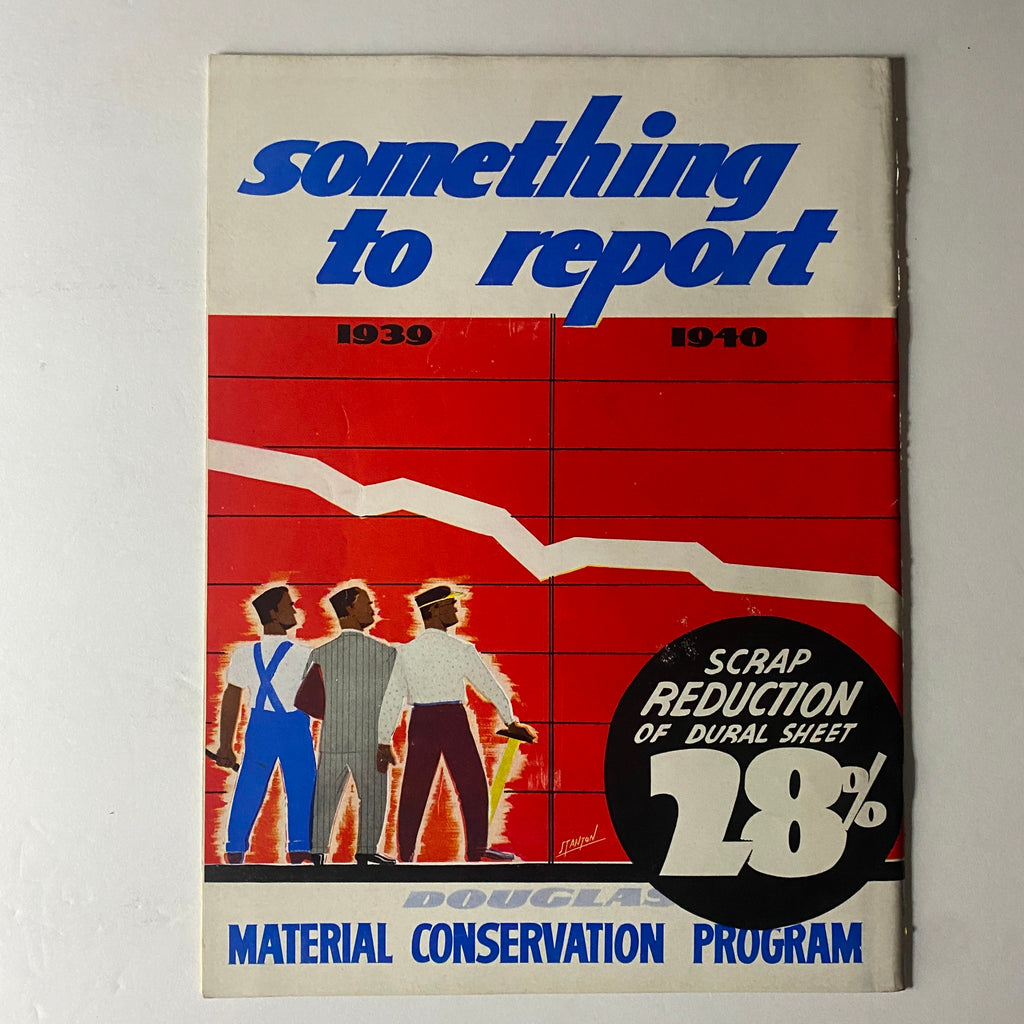 something
to report
1939 1940
SCRAP
REDUCTION
OF DURAL SHEET
28%
STANTON
DOUGLAS
MATERIAL CONSERVATION PROGRAM